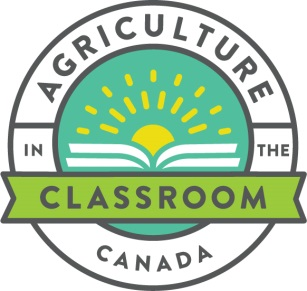 AGRICULTURE
IN THE
CLASSROOM
CANADA